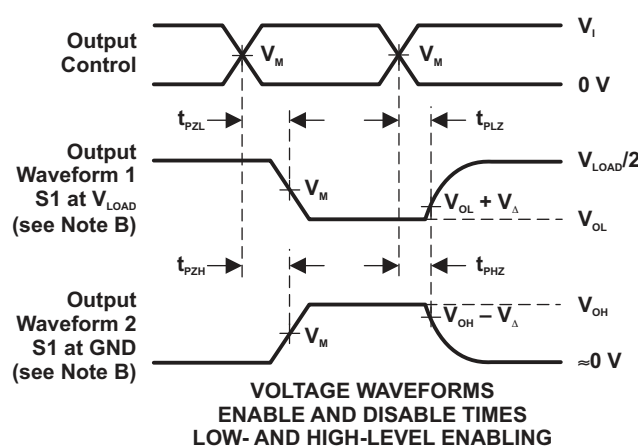 Output
Control
V_M
V_M
V_I
0 V
t_PZL
t_PLZ
Output
Waveform 1
S1 at V_LOAD
(see Note B)
V_M
V_OL + V_Δ
V_LOAD/2
V_OL
t_PZH
t_PHZ
Output
Waveform 2
S1 at GND
(see Note B)
V_M
V_OH – V_Δ
V_OH
≈0 V
VOLTAGE WAVEFORMS
ENABLE AND DISABLE TIMES
LOW- AND HIGH-LEVEL ENABLING